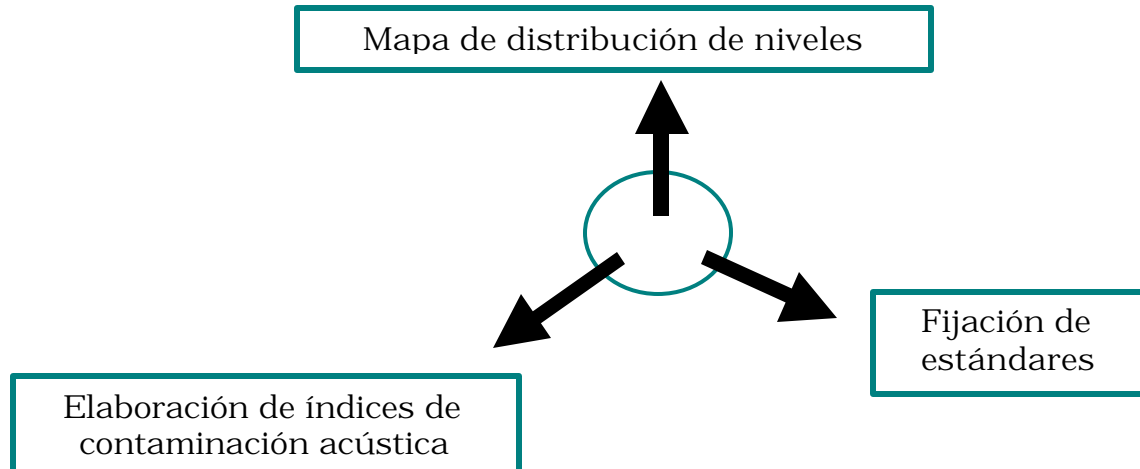 Mapa de distribución de niveles
Fijación de
estándares
Elaboración de índices de
contaminación acústica